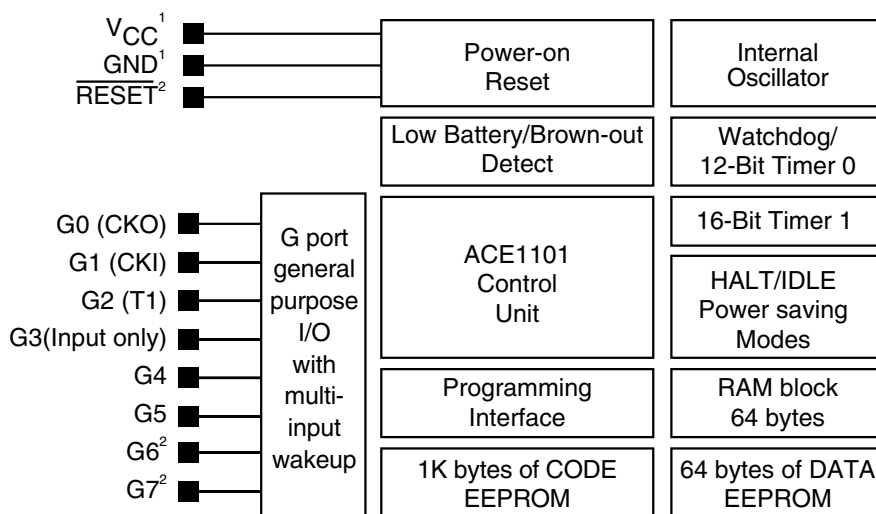 V_CC¹
GND¹
RESET²
Power-on
Reset
Internal
Oscillator
Low Battery/Brown-out
Detect
Watchdog/
12-Bit Timer 0
G0 (CKO)
G1 (CKI)
G2 (T1)
G3(Input only)
G4
G5
G6²
G7²
G port
general
purpose
I/O
with
multi-
input
wakeup
ACE1101
Control
Unit
16-Bit Timer 1
HALT/IDLE
Power saving
Modes
Programming
Interface
RAM block
64 bytes
1K bytes of CODE
EEPROM
64 bytes of DATA
EEPROM